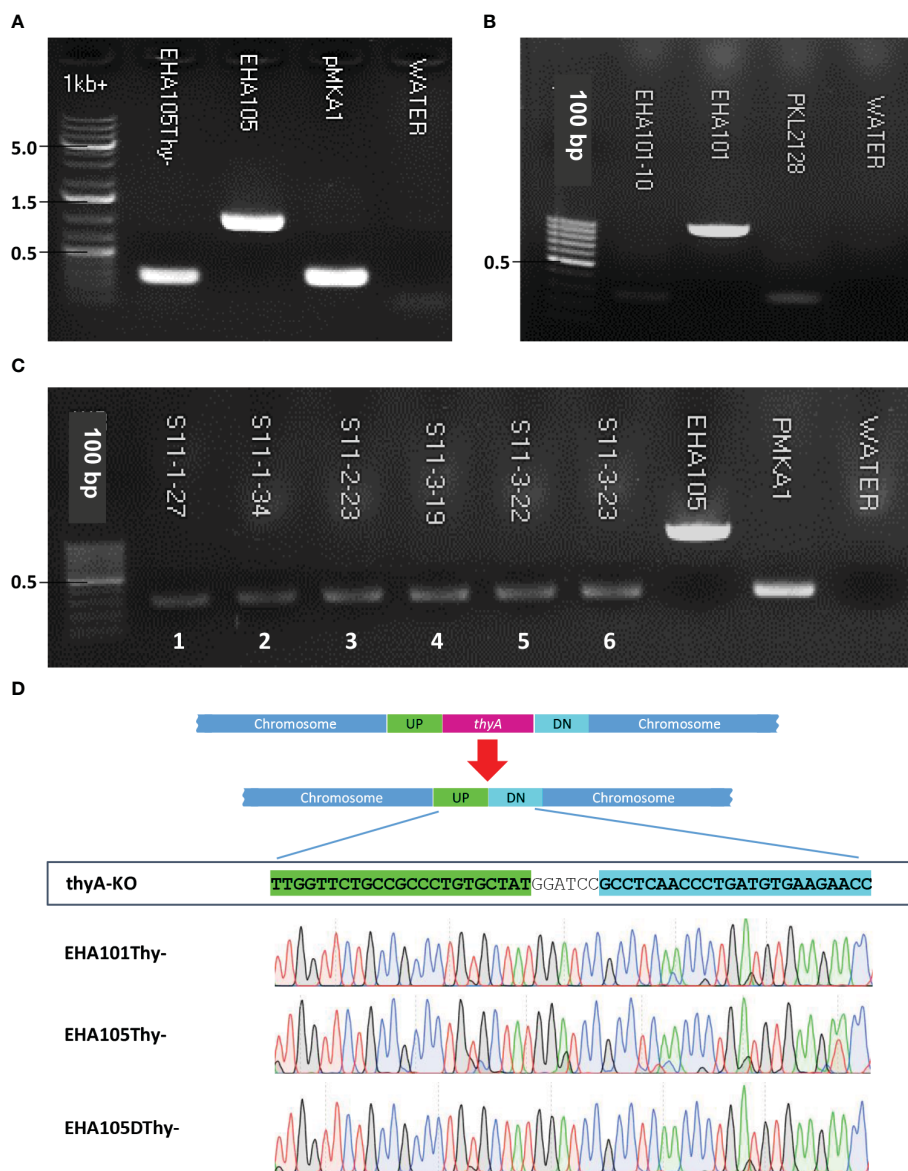 A
1kb+
EHA105Thy-
EHA105
pMKA1
WATER
5.0
1.5
0.5
B
100 bp
EHA101-10
EHA101
PKL2128
WATER
0.5
C
100 bp
S11-1-27
S11-1-34
S11-2-23
S11-3-19
S11-3-22
S11-3-23
EHA105
PMKA1
WATER
0.5
1 2 3 4 5 6
D
Chromosome UP thyA DN Chromosome
Chromosome UP DN Chromosome
thyA-KO TTGGTTCTGCCGCCCTGTGCTATGGATCCGCCTCAACCCTGATGTGAAGAACC
EHA101Thy-
EHA105Thy-
EHA105DThy-